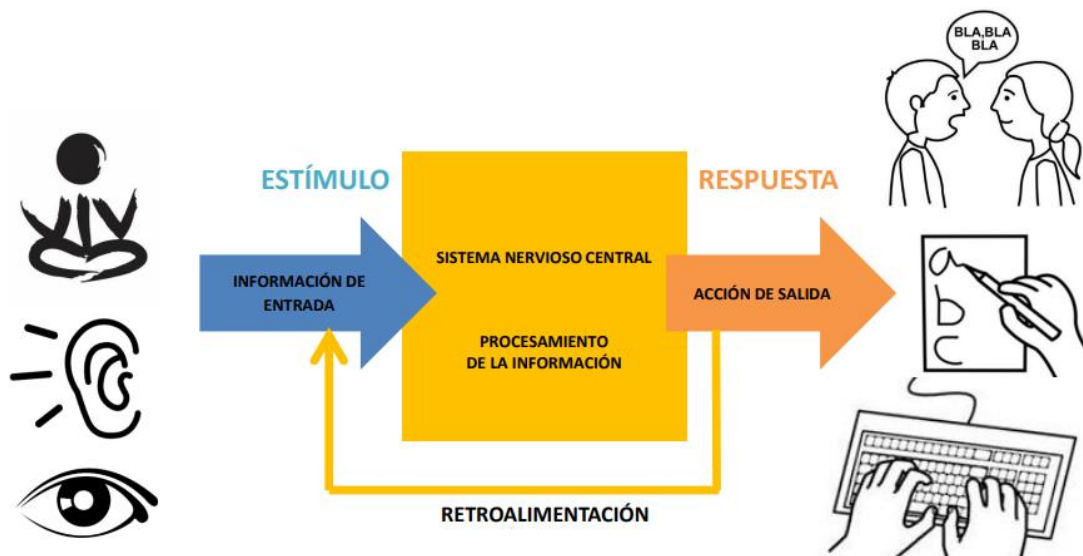 BLA,BLA
BLA
ESTÍMULO
RESPUESTA
INFORMACIÓN DE
ENTRADA
SISTEMA NERVIOSO CENTRAL
PROCESAMIENTO
DE LA INFORMACIÓN
ACCIÓN DE SALIDA
RETROALIMENTACIÓN